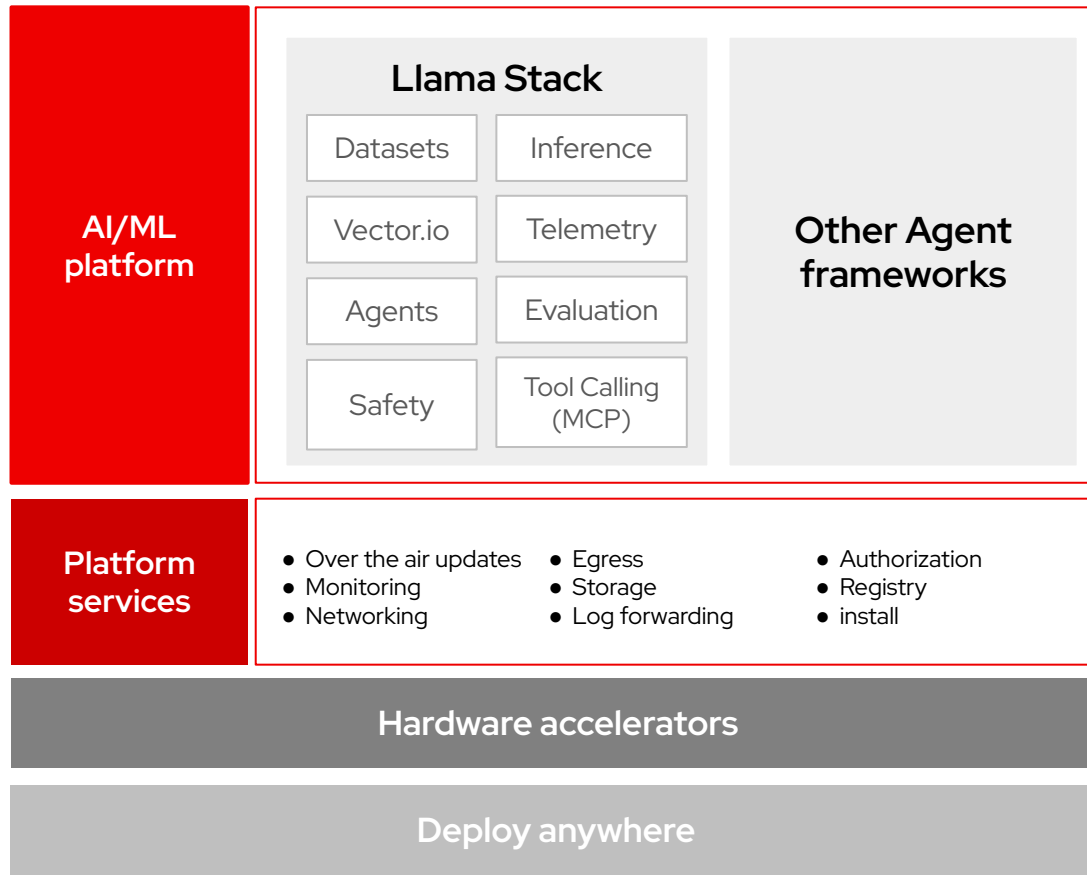 AI/ML
platform
Llama Stack
Datasets
Inference
Vector.io
Telemetry
Agents
Evaluation
Safety
Tool Calling
(MCP)
Other Agent
frameworks
Platform
services
● Over the air updates
● Monitoring
● Networking
● Egress
● Storage
● Log forwarding
● Authorization
● Registry
● install
Hardware accelerators
Deploy anywhere